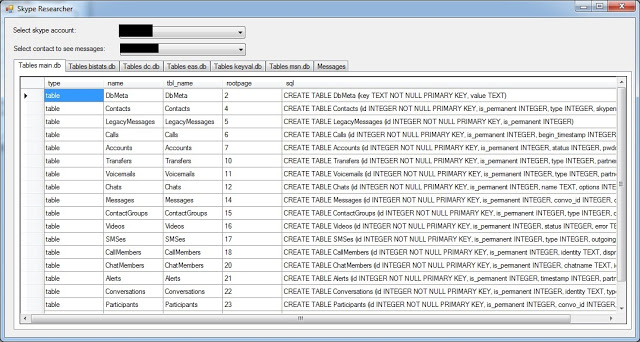 Skype Researcher
Select skype account:
Select contact to see messages:
Tables main.db Tables bistats.db Tables dc.db Tables eas.db Tables keyval.db Tables msn.db Messages
type name tbl_name rootpage sql
table DbMeta DbMeta 2 CREATE TABLE DbMeta (key TEXT NOT NULL PRIMARY KEY, value TEXT)
table Contacts Contacts 4 CREATE TABLE Contacts (id INTEGER NOT NULL PRIMARY KEY, is_permanent INTEGER, type INTEGER, skypen
table LegacyMessages LegacyMessages 5 CREATE TABLE LegacyMessages (id INTEGER NOT NULL PRIMARY KEY, is_permanent INTEGER)
table Calls Calls 6 CREATE TABLE Calls (id INTEGER NOT NULL PRIMARY KEY, is_permanent INTEGER, begin_timestamp INTEGER
table Accounts Accounts 7 CREATE TABLE Accounts (id INTEGER NOT NULL PRIMARY KEY, is_permanent INTEGER, status INTEGER, pwdc
table Transfers Transfers 10 CREATE TABLE Transfers (id INTEGER NOT NULL PRIMARY KEY, is_permanent INTEGER, type INTEGER, partner
table Voicemails Voicemails 11 CREATE TABLE Voicemails (id INTEGER NOT NULL PRIMARY KEY, is_permanent INTEGER, type INTEGER, partn
table Chats Chats 12 CREATE TABLE Chats (id INTEGER NOT NULL PRIMARY KEY, is_permanent INTEGER, name TEXT, options INTE
table Messages Messages 14 CREATE TABLE Messages (id INTEGER NOT NULL PRIMARY KEY, is_permanent INTEGER, convo_id INTEGER, c
table ContactGroups ContactGroups 15 CREATE TABLE ContactGroups (id INTEGER NOT NULL PRIMARY KEY, is_permanent INTEGER, type INTEGER, c
table Videos Videos 16 CREATE TABLE Videos (id INTEGER NOT NULL PRIMARY KEY, is_permanent INTEGER, status INTEGER, error TE
table SMSes SMSes 17 CREATE TABLE SMSes (id INTEGER NOT NULL PRIMARY KEY, is_permanent INTEGER, type INTEGER, outgoing
table CallMembers CallMembers 18 CREATE TABLE CallMembers (id INTEGER NOT NULL PRIMARY KEY, is_permanent INTEGER, identity TEXT, dispr
table ChatMembers ChatMembers 20 CREATE TABLE ChatMembers (id INTEGER NOT NULL PRIMARY KEY, is_permanent INTEGER, chatname TEXT, i
table Alerts Alerts 21 CREATE TABLE Alerts (id INTEGER NOT NULL PRIMARY KEY, is_permanent INTEGER, timestamp INTEGER, partner
table Conversations Conversations 22 CREATE TABLE Conversations (id INTEGER NOT NULL PRIMARY KEY, is_permanent INTEGER, identity TEXT, type
table Participants Participants 23 CREATE TABLE Participants (id INTEGER NOT NULL PRIMARY KEY, is_permanent INTEGER, convo_id INTEGER,